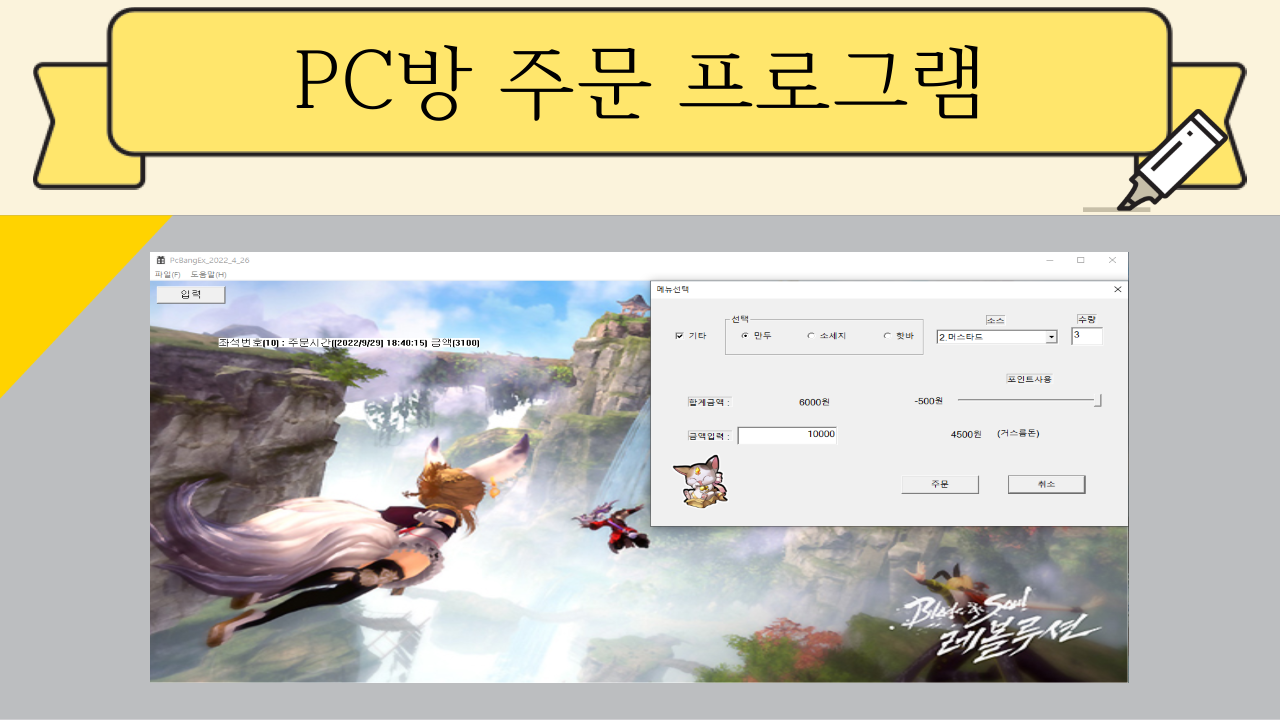 PC방 주문 프로그램
PcBangEx_2022_4_26
파일(F) 도움말(H)
입력
좌석번호[10] : 주문시간[[2022/9/29] 18:40:15] 금액[3100]
메뉴선택
기타
선택
만두 소세지 핫바
소스
2.머스타드
수량
3
포인트사용
합계금액 : 6000원 -500원
금액입력 : 10000 4500원 (거스름돈)
주문 취소
Blade & Soul
레볼루션